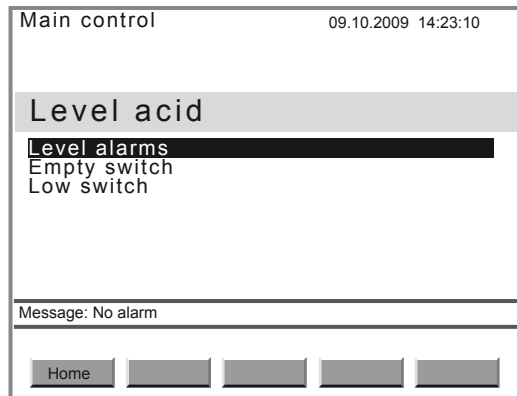 Main control 09.10.2009 14:23:10
Level acid
Level alarms
Empty switch
Low switch
Message: No alarm
Home